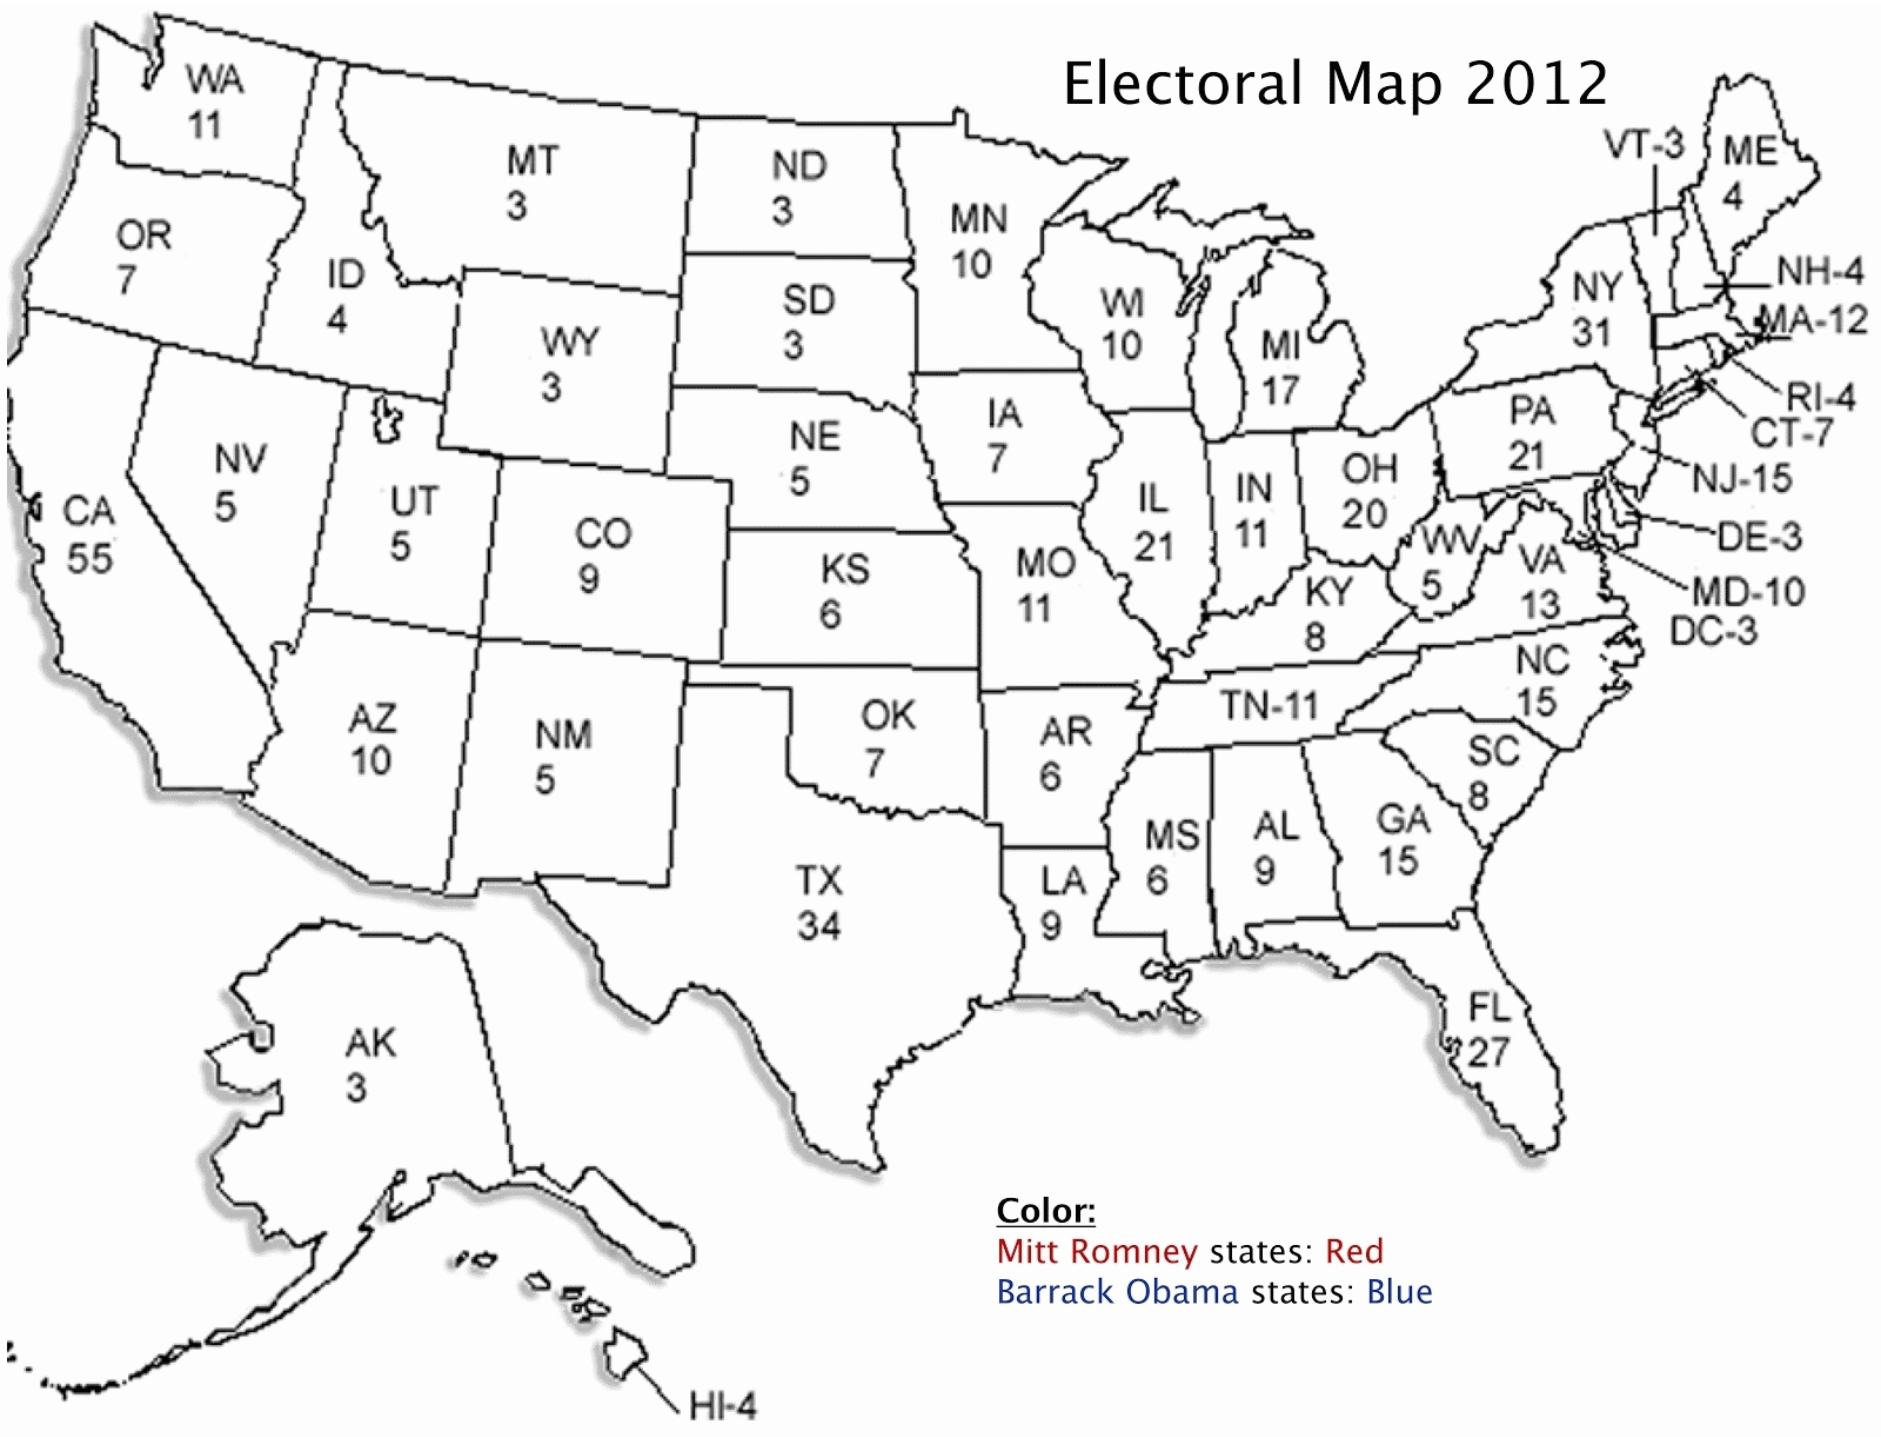 Electoral Map 2012
WA
11
OR
7
CA
55
ID
4
NV
5
MT
3
WY
3
UT
5
CO
9
AZ
10
NM
5
ND
3
SD
3
NE
5
KS
6
OK
7
TX
34
MN
10
IA
7
MO
11
AR
6
LA
9
WI
10
IL
21
MI
17
IN
11
OH
20
KY
8
TN-11
MS
6
AL
9
GA
15
FL
27
SC
8
NC
15
VA
13
WV
5
PA
21
NY
31
VT-3
ME
4
NH-4
MA-12
RI-4
CT-7
NJ-15
DE-3
MD-10
DC-3
AK
3
HI-4
Color:
Mitt Romney states: Red
Barrack Obama states: Blue